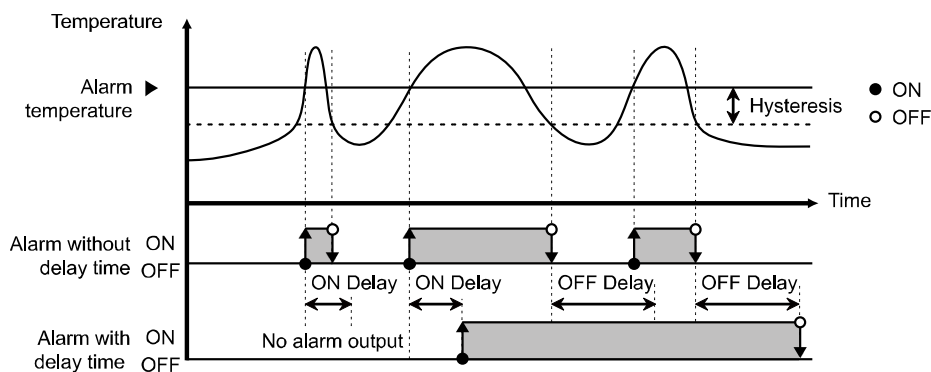 Temperature
Alarm
temperature
Hysteresis
ON
OFF
Time
Alarm without
delay time
ON
OFF
ON Delay
ON Delay
OFF Delay
OFF Delay
Alarm with
delay time
ON
OFF
No alarm output